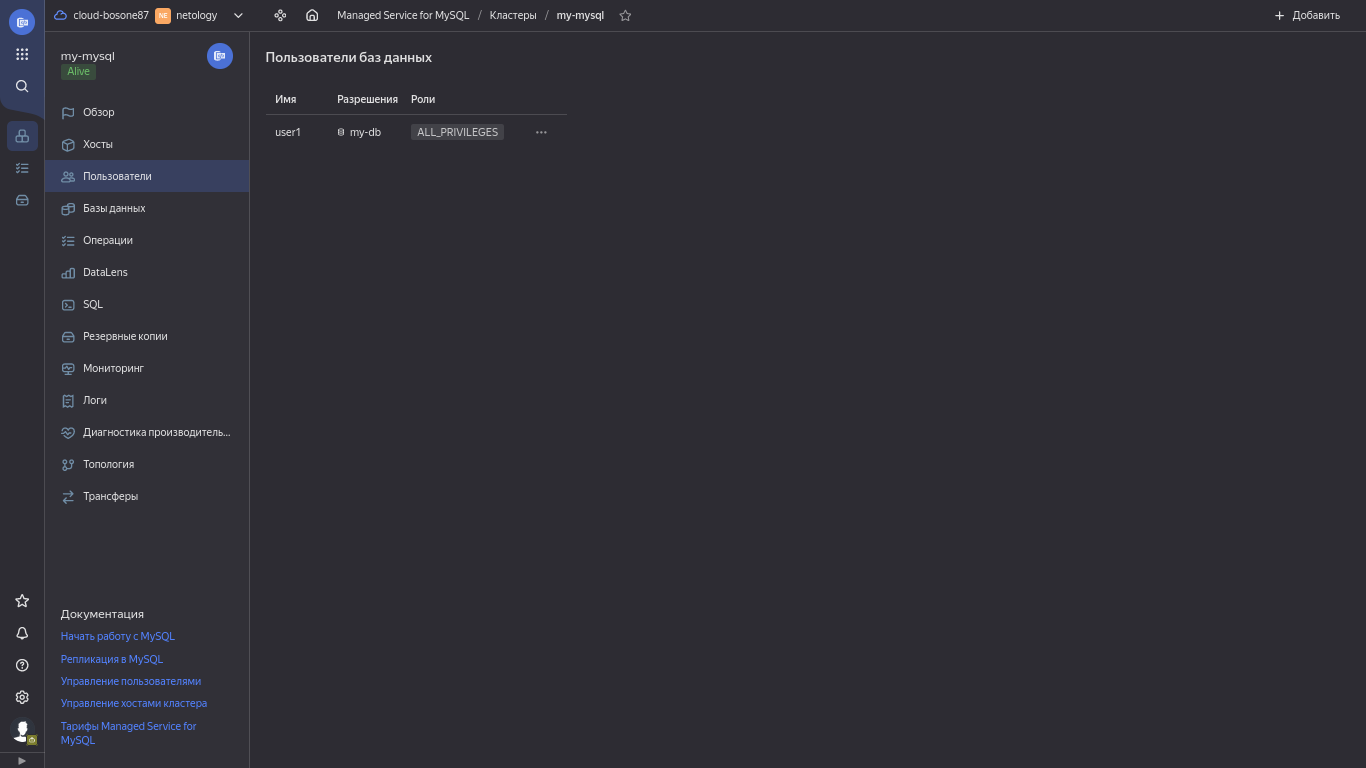 cloud-bosone87 NE netology
Managed Service for MySQL / Кластеры / my-mysql
+ Добавить
my-mysql
Alive
Обзор
Хосты
Пользователи
Базы данных
Операции
DataLens
SQL
Резервные копии
Мониторинг
Логи
Диагностика производитель...
Топология
Трансферы
Документация
Начать работу с MySQL
Репликация в MySQL
Управление пользователями
Управление хостами кластера
Тарифы Managed Service for
MySQL
Пользователи баз данных
Имя Разрешения Роли
user1 my-db ALL_PRIVILEGES